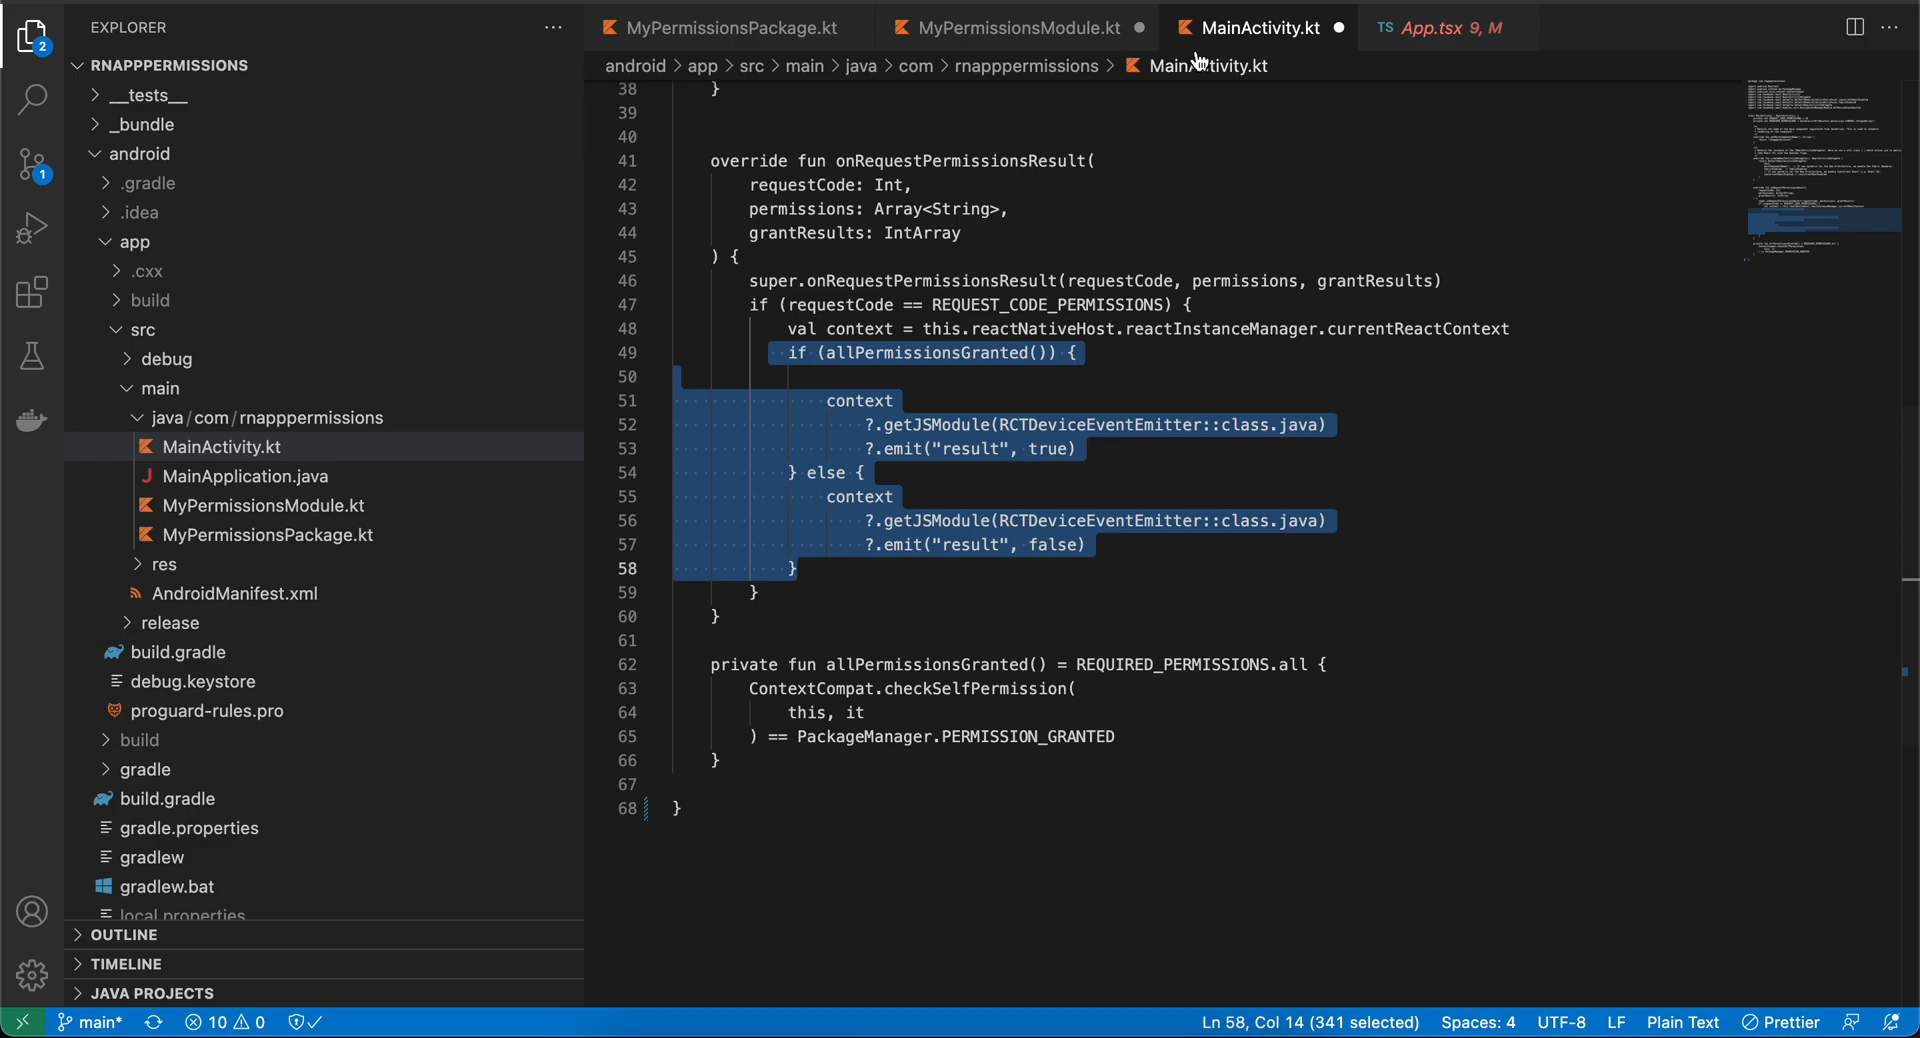 EXPLORER
RNAPPPERMISSIONS
__tests__
_bundle
android
.gradle
.idea
app
.cxx
build
src
debug
main
java/com/rnapppermissions
MainActivity.kt
MainApplication.java
MyPermissionsModule.kt
MyPermissionsPackage.kt
res
AndroidManifest.xml
release
build.gradle
debug.keystore
proguard-rules.pro
build
gradle
build.gradle
gradle.properties
gradlew
gradlew.bat
local.properties
OUTLINE
TIMELINE
JAVA PROJECTS
2
1
MyPermissionsPackage.kt
MyPermissionsModule.kt
MainActivity.kt
TS App.tsx 9, M
android > app > src > main > java > com > rnapppermissions >
38 }
39
40
41 override fun onRequestPermissionsResult(
42 requestCode: Int,
43 permissions: Array<String>,
44 grantResults: IntArray
45 ) {
46 super.onRequestPermissionsResult(requestCode, permissions, grantResults)
47 if (requestCode == REQUEST_CODE_PERMISSIONS) {
48 val context = this.reactNativeHost.reactInstanceManager.currentReactContext
49 if (allPermissionsGranted()) {
50
51 context
52 ?.getJSModule(RCTDeviceEventEmitter::class.java)
53 ?.emit("result", true)
54 } else {
55 context
56 ?.getJSModule(RCTDeviceEventEmitter::class.java)
57 ?.emit("result", false)
58 }
59 }
60 }
61
62 private fun allPermissionsGranted() = REQUIRED_PERMISSIONS.all {
63 ContextCompat.checkSelfPermission(
64 this, it
65 ) == PackageManager.PERMISSION_GRANTED
66 }
67
68 }
main* 10 0
Ln 58, Col 14 (341 selected) Spaces: 4 UTF-8 LF Plain Text Prettier